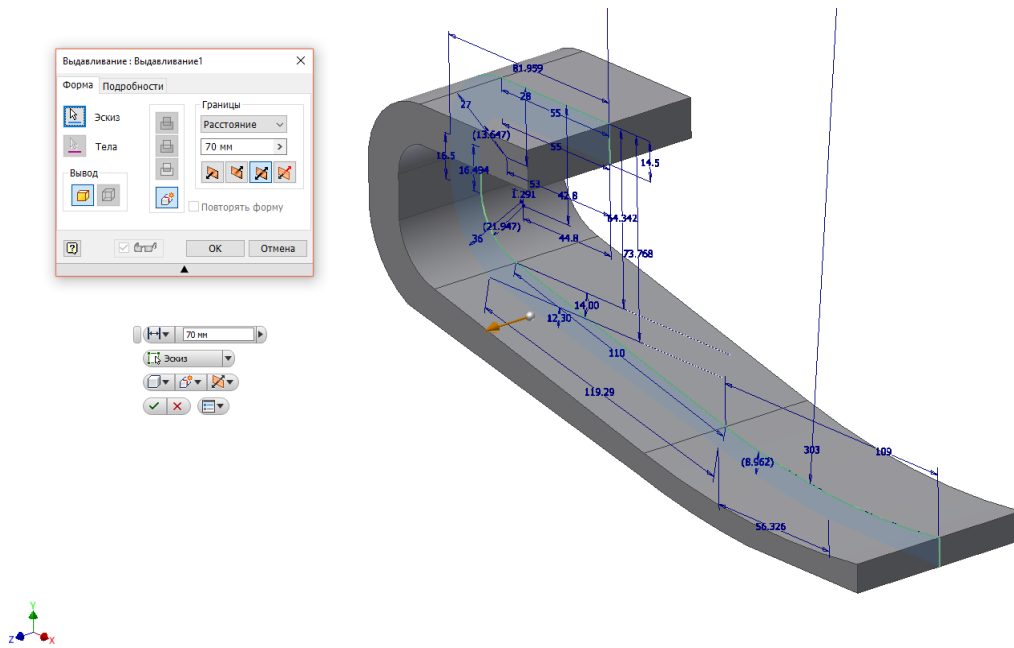 Выдавливание : Выдавливание1
Форма
Подробности
Эскиз
Тела
Вывод
Границы
Расстояние
70 мм
Повторять форму
ОК
Отмена
70 мм
Эскиз
81.959
27
28
55
(13.647)
55
16.5
16.494
14.5
53
1.291
42.8
64.342
(21.947)
36
44.8
73.768
14.00
12.30
110
119.29
303
109
(8.962)
56.326
Y
Z
X